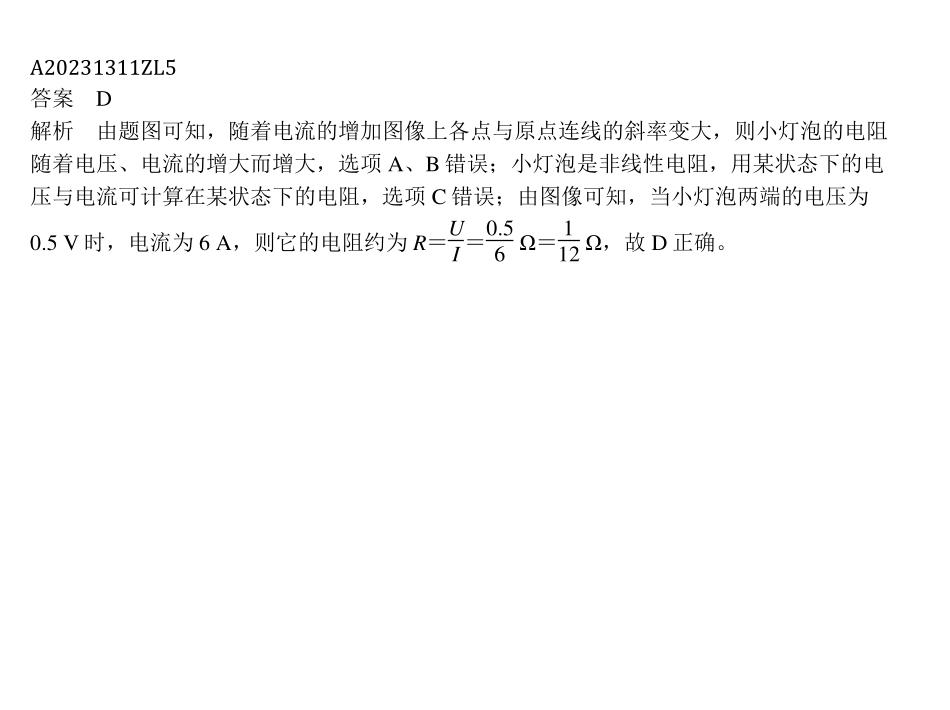 A20231311ZL5
答案　D
解析　由题图可知，随着电流的增加图像上各点与原点连线的斜率变大，则小灯泡的电阻
随着电压、电流的增大而增大，选项 A、B 错误；小灯泡是非线性电阻，用某状态下的电
压与电流可计算在某状态下的电阻，选项 C 错误；由图像可知，当小灯泡两端的电压为
0.5 V 时，电流为 6 A，则它的电阻约为 R＝U/I＝0.5/6 Ω＝1/12 Ω，故 D 正确。